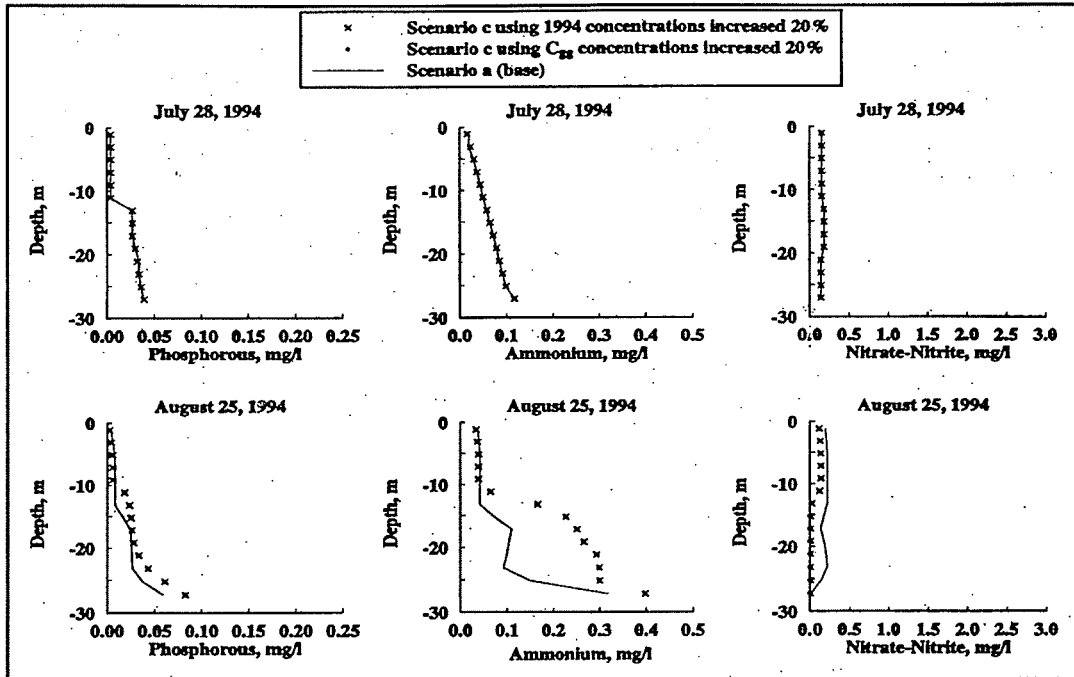 Scenario c using 1994 concentrations increased 20%
Scenario c using C88 concentrations increased 20%
Scenario a (base)
July 28, 1994
July 28, 1994
July 28, 1994
0
-10
-20
-30
Depth, m
0.00 0.05 0.10 0.15 0.20 0.25
Phosphorous, mg/l
0
-10
-20
-30
Depth, m
0.0 0.1 0.2 0.3 0.4 0.5
Ammonium, mg/l
0
-10
-20
-30
Depth, m
0.0 0.5 1.0 1.5 2.0 2.5 3.0
Nitrate-Nitrite, mg/l
August 25, 1994
August 25, 1994
August 25, 1994
0
-10
-20
-30
Depth, m
0.00 0.05 0.10 0.15 0.20 0.25
Phosphorous, mg/l
0
-10
-20
-30
Depth, m
0.0 0.1 0.2 0.3 0.4 0.5
Ammonium, mg/l
0
-10
-20
-30
Depth, m
0.0 0.5 1.0 1.5 2.0 2.5 3.0
Nitrate-Nitrite, mg/l